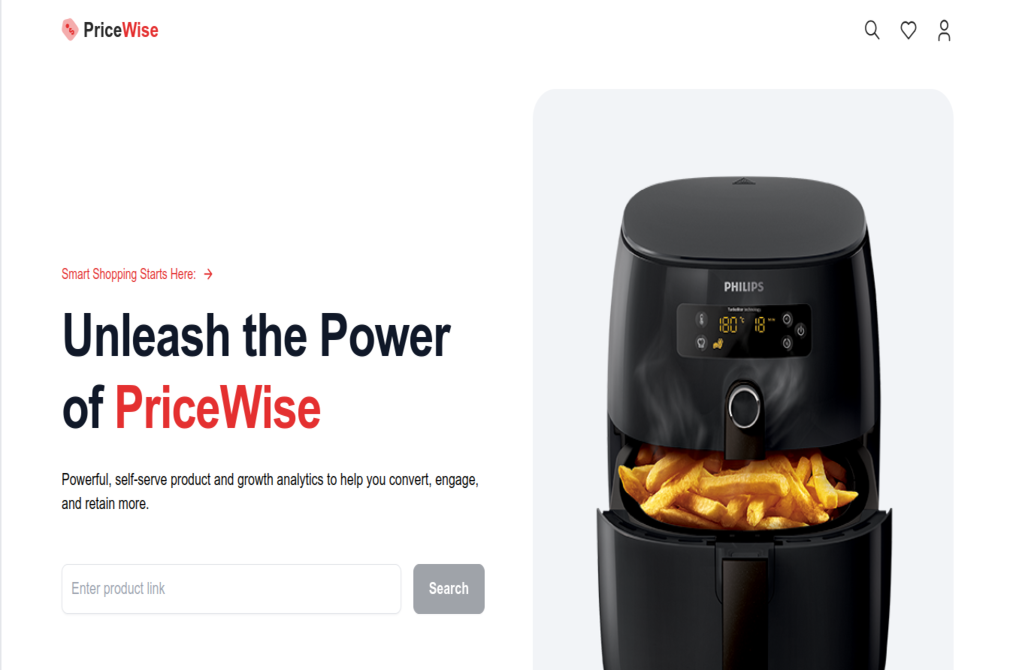 PriceWise
Smart Shopping Starts Here:
Unleash the Power
of PriceWise
Powerful, self-serve product and growth analytics to help you convert, engage,
and retain more.
Enter product link
Search
PHILIPS
180 18